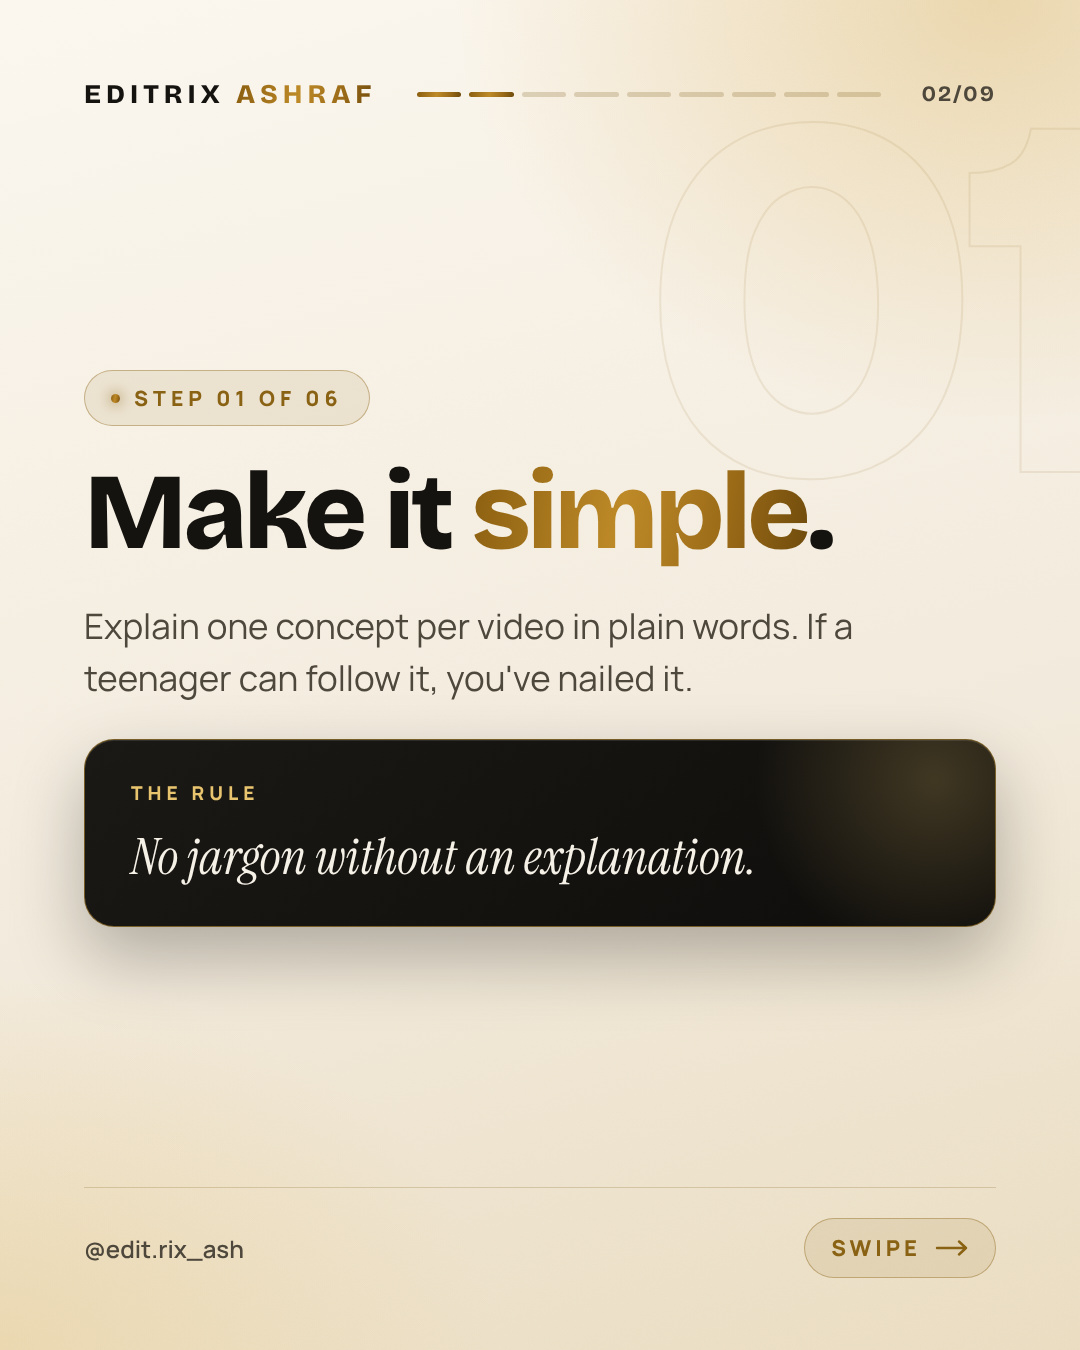 EDITRIX ASHRAF
02/09
01
STEP 01 OF 06
Make it simple.
Explain one concept per video in plain words. If a
teenager can follow it, you've nailed it.
THE RULE
No jargon without an explanation.
@edit.rix_ash
SWIPE →